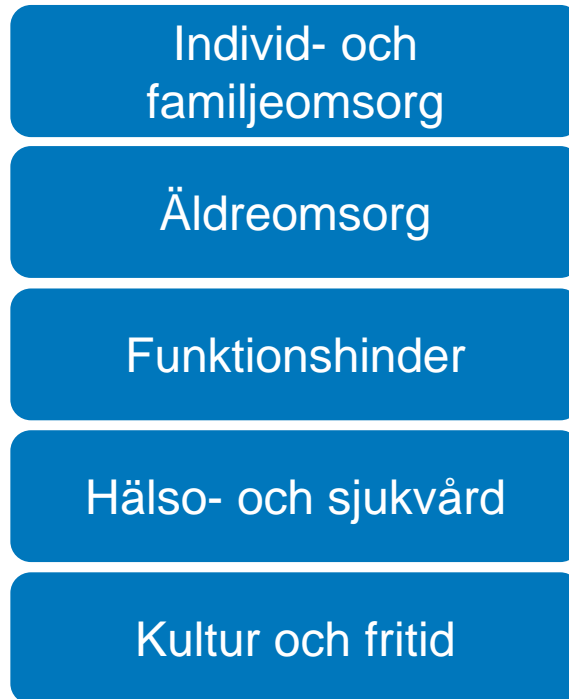 Individ- och
familjeomsorg
Äldreomsorg
Funktionshinder
Hälso- och sjukvård
Kultur och fritid